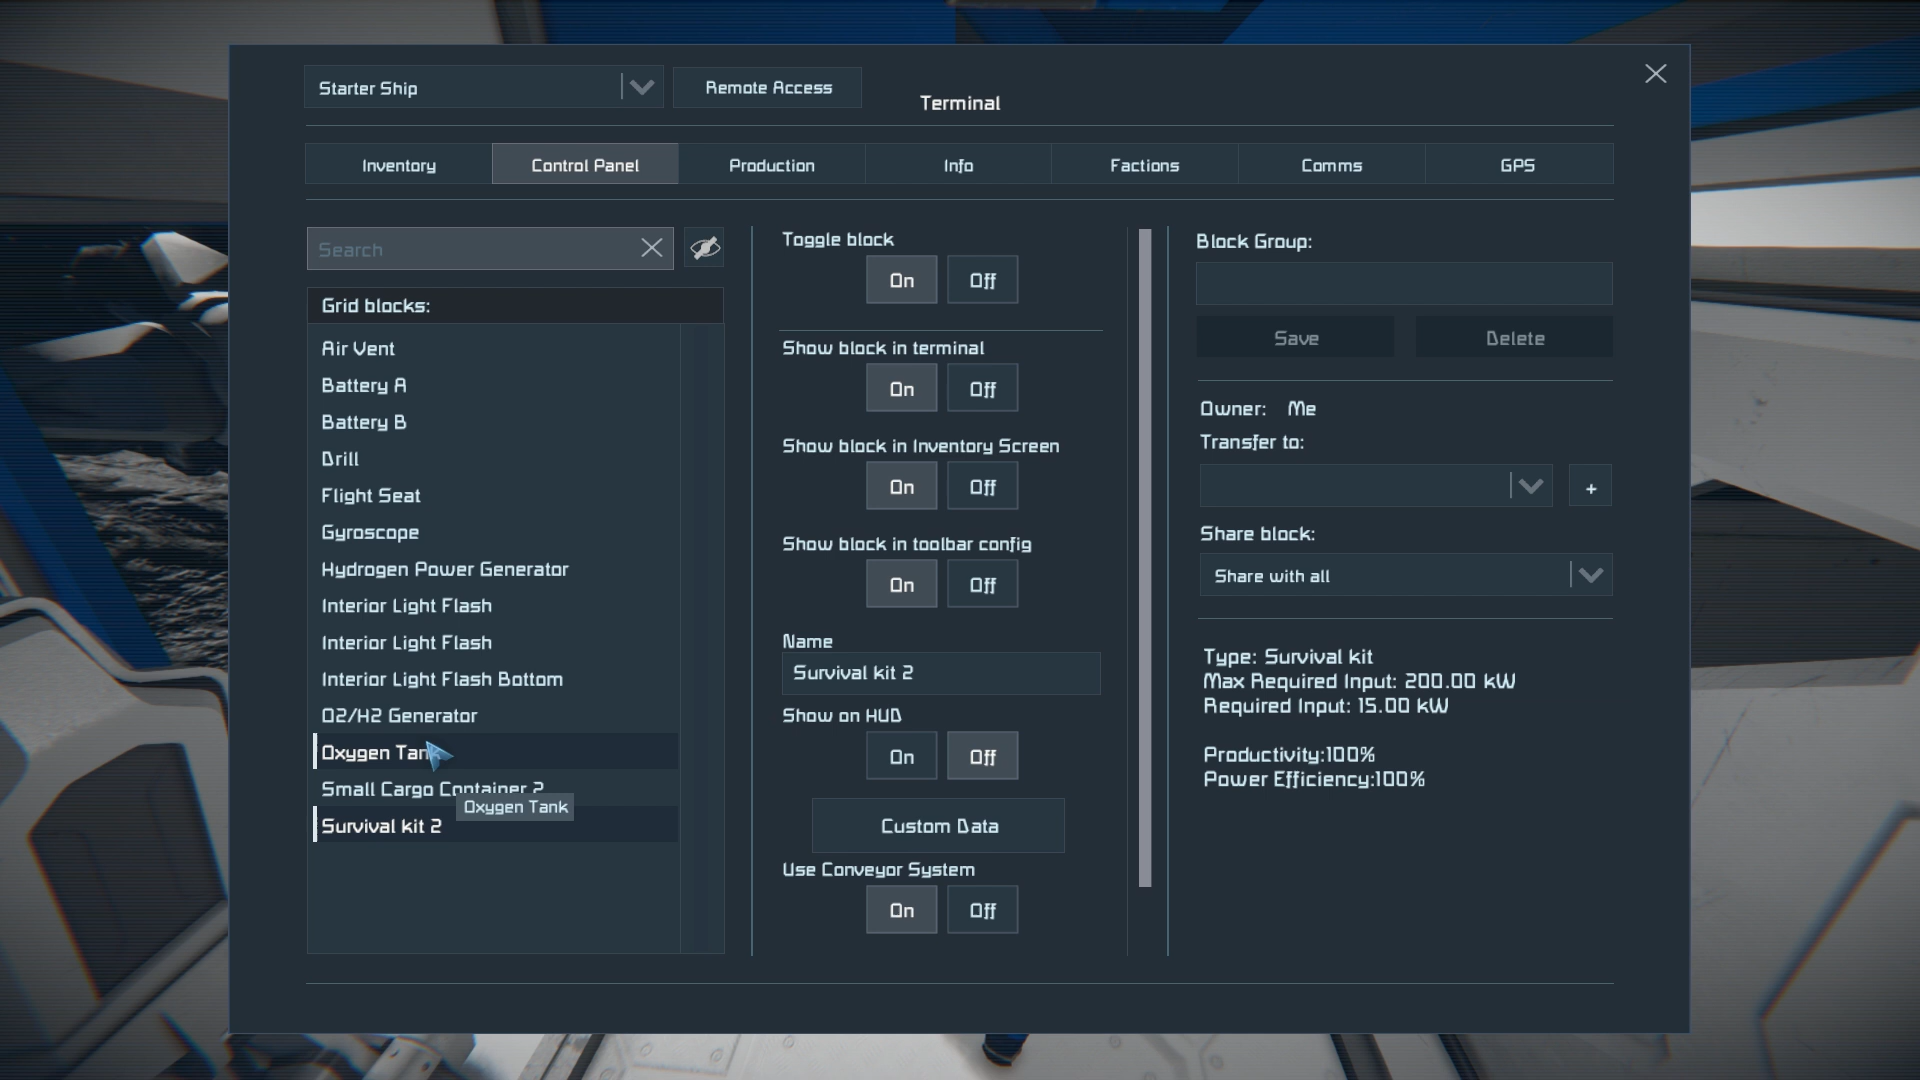 Starter Ship
Remote Access
Terminal
Inventory
Control Panel
Production
Info
Factions
Comms
GPS
Search
Grid blocks:
Air Vent
Battery A
Battery B
Drill
Flight Seat
Gyroscope
Hydrogen Power Generator
Interior Light Flash
Interior Light Flash
Interior Light Flash Bottom
O2/H2 Generator
Oxygen Tank
Small Cargo Container 2
Oxygen Tank
Survival kit 2
Toggle block
On Off
Show block in terminal
On Off
Show block in Inventory Screen
On Off
Show block in toolbar config
On Off
Name
Survival kit 2
Show on HUD
On Off
Custom Data
Use Conveyor System
On Off
Block Group:
Save
Delete
Owner: Me
Transfer to:
+
Share block:
Share with all
Type: Survival kit
Max Required Input: 200.00 kW
Required Input: 15.00 kW
Productivity:100%
Power Efficiency:100%